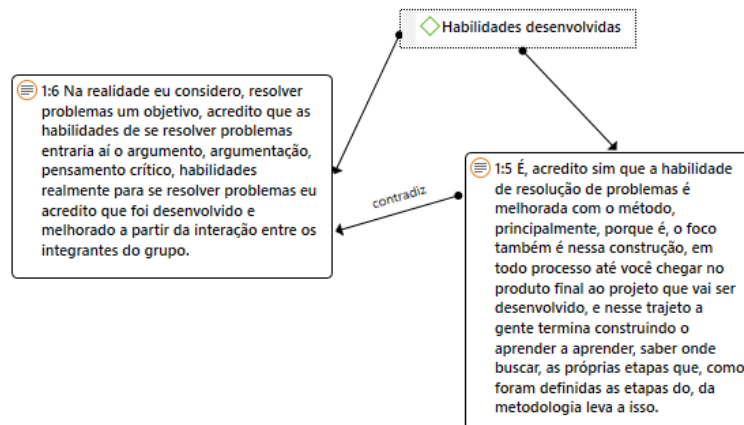 Habilidades desenvolvidas
1:6 Na realidade eu considero, resolver
problemas um objetivo, acredito que as
habilidades de se resolver problemas
entraria aí o argumento, argumentação,
pensamento crítico, habilidades
realmente para se resolver problemas eu
acredito que foi desenvolvido e
melhorado a partir da interação entre os
integrantes do grupo.
contradiz
1:5 É, acredito sim que a habilidade
de resolução de problemas é
melhorada com o método,
principalmente, porque é, o foco
também é nessa construção, em
todo processo até você chegar no
produto final ao projeto que vai ser
desenvolvido, e nesse trajeto a
gente termina construindo o
aprender a aprender, saber onde
buscar, as próprias etapas que, como
foram definidas as etapas do, da
metodologia leva a isso.